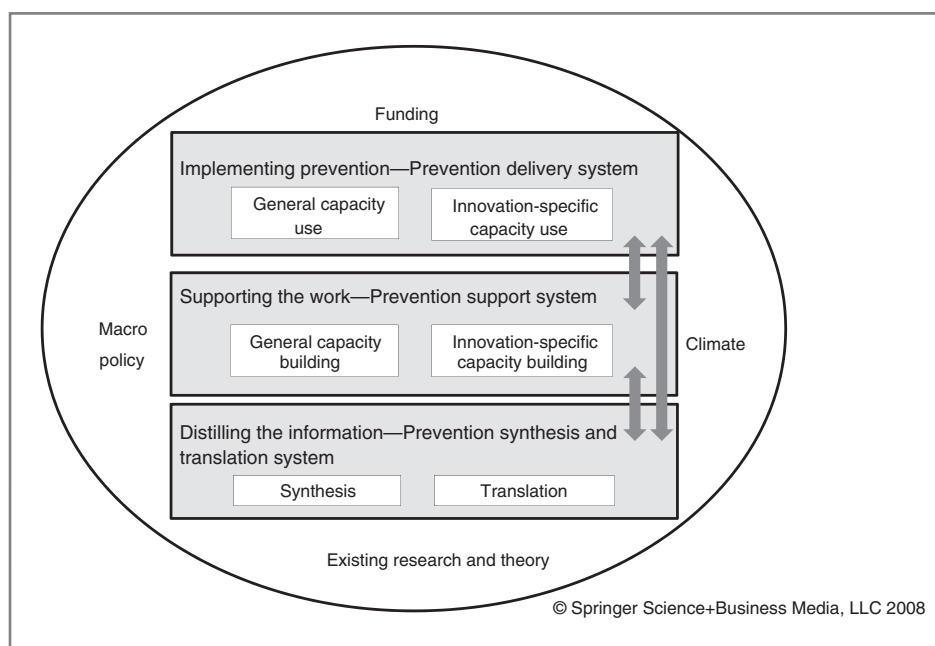 Funding
Implementing prevention—Prevention delivery system
General capacity
use
Innovation-specific
capacity use
Supporting the work—Prevention support system
General capacity
building
Innovation-specific
capacity building
Macro
policy
Climate
Distilling the information—Prevention synthesis and
translation system
Synthesis
Translation
Existing research and theory
© Springer Science+Business Media, LLC 2008